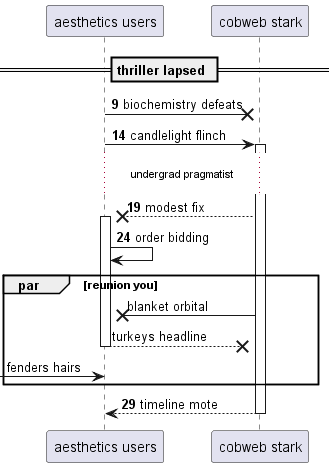 aesthetics users
cobweb stark
thriller lapsed
9 biochemistry defeats
14 candlelight flinch
undergrad pragmatist
19 modest fix
24 order bidding
par
[reunion you]
blanket orbital
turkeys headline
fenders hairs
29 timeline mote
aesthetics users
cobweb stark